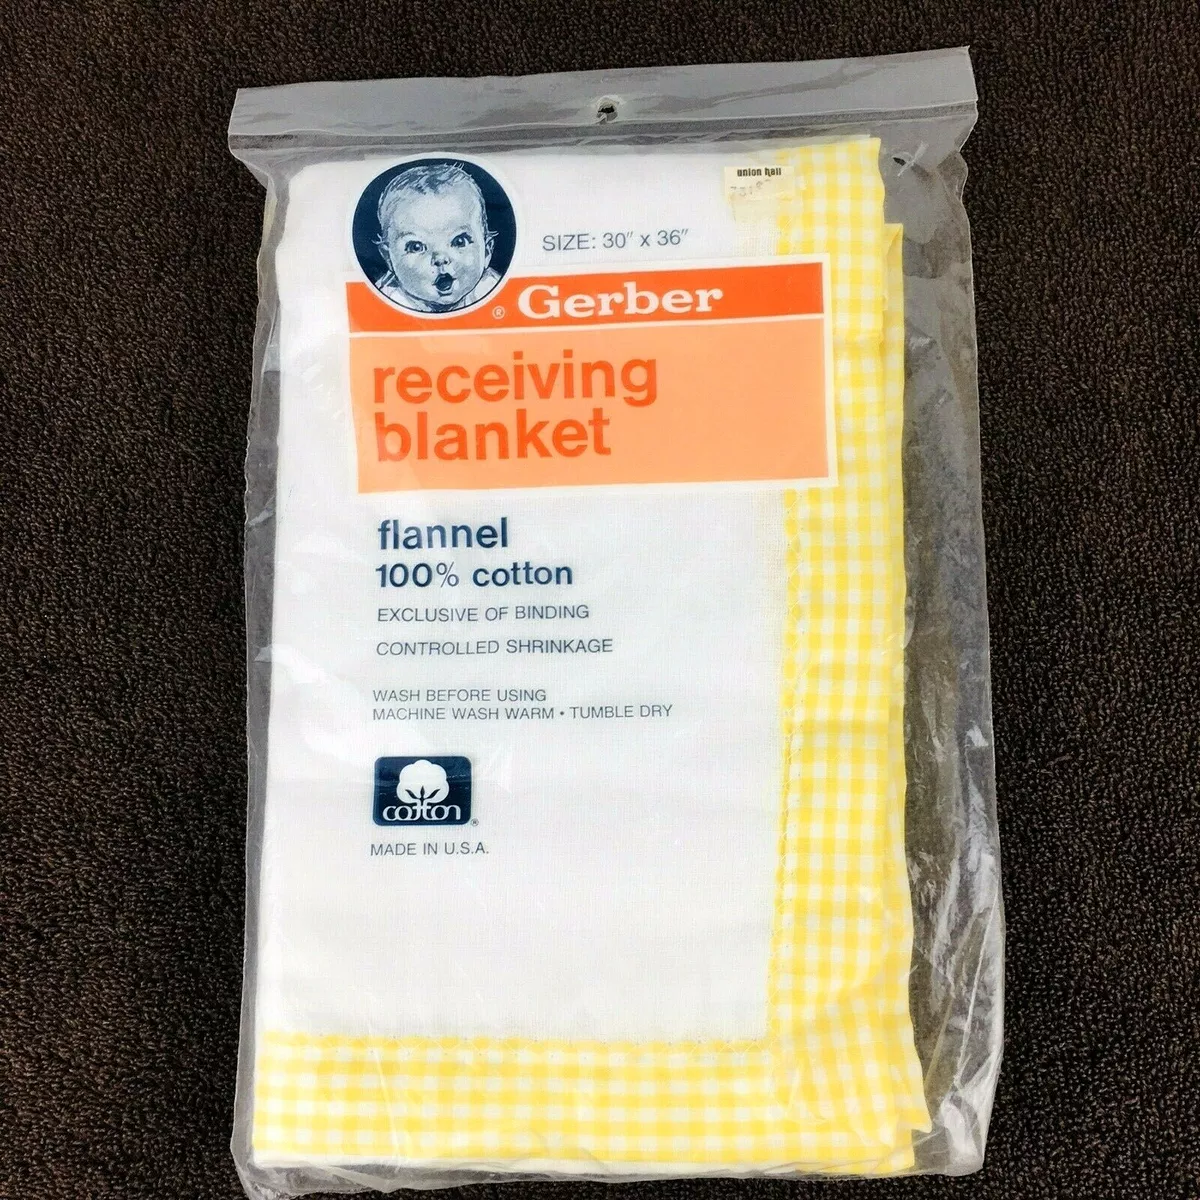 union hall
SIZE: 30" x 36"
® Gerber
receiving
blanket
flannel
100% cotton
EXCLUSIVE OF BINDING
CONTROLLED SHRINKAGE
WASH BEFORE USING
MACHINE WASH WARM • TUMBLE DRY
cotton ®
MADE IN U.S.A.